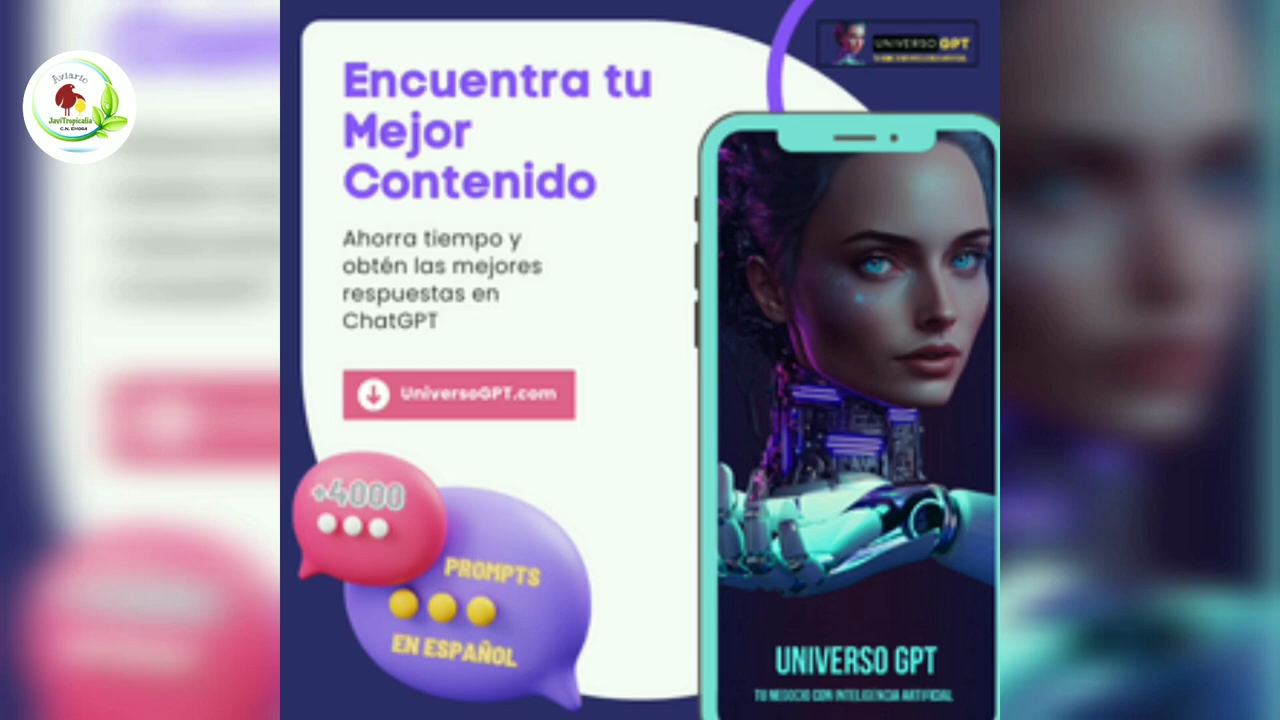 Aviario
JaviTropicalia
UNIVERSO GPT
Encuentra tu
Mejor
Contenido
Ahorra tiempo y
obtén las mejores
respuestas en
ChatGPT
UniversoGPT.com
+4000
PROMPTS
EN ESPAÑOL
UNIVERSO GPT
TU NEGOCIO CON INTELIGENCIA ARTIFICIAL